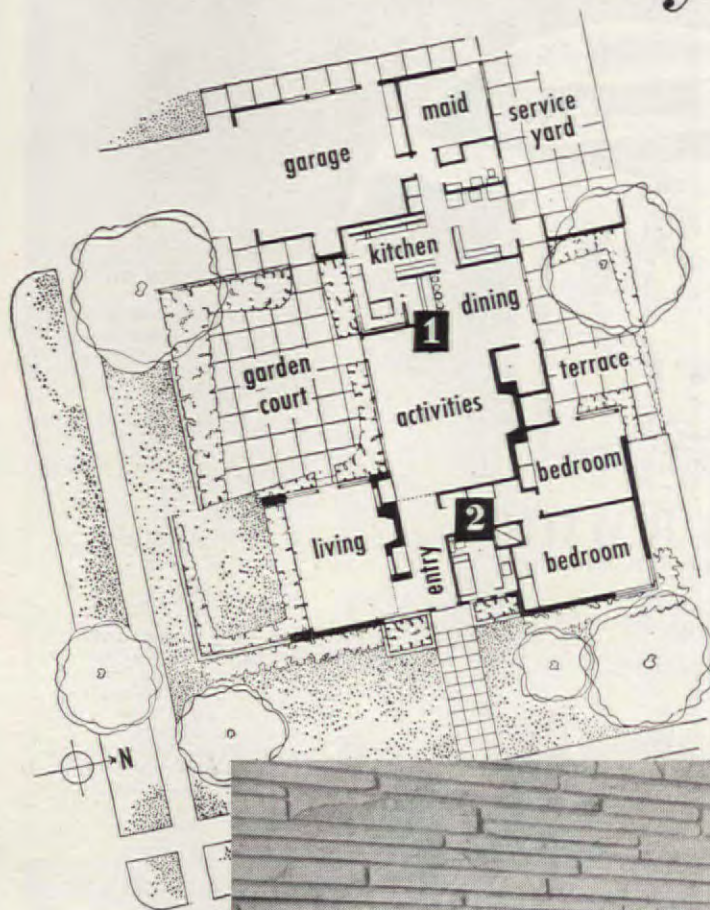 maid
service
yard
garage
kitchen
dining
1
garden
court
activities
terrace
bedroom
2
living
entry
bedroom
N